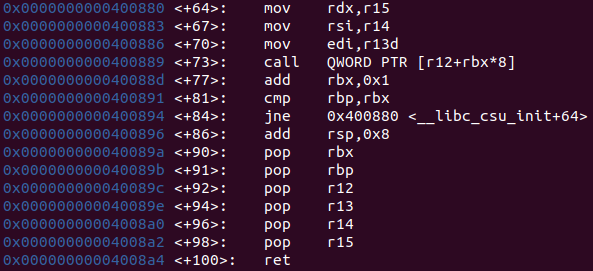 0x0000000000400880 <+64>: mov rdx,r15
0x0000000000400883 <+67>: mov rsi,r14
0x0000000000400886 <+70>: mov edi,r13d
0x0000000000400889 <+73>: call QWORD PTR [r12+rbx*8]
0x000000000040088d <+77>: add rbx,0x1
0x0000000000400891 <+81>: cmp rbp,rbx
0x0000000000400894 <+84>: jne 0x400880 <__libc_csu_init+64>
0x0000000000400896 <+86>: add rsp,0x8
0x000000000040089a <+90>: pop rbx
0x000000000040089b <+91>: pop rbp
0x000000000040089c <+92>: pop r12
0x000000000040089e <+94>: pop r13
0x00000000004008a0 <+96>: pop r14
0x00000000004008a2 <+98>: pop r15
0x00000000004008a4 <+100>: ret